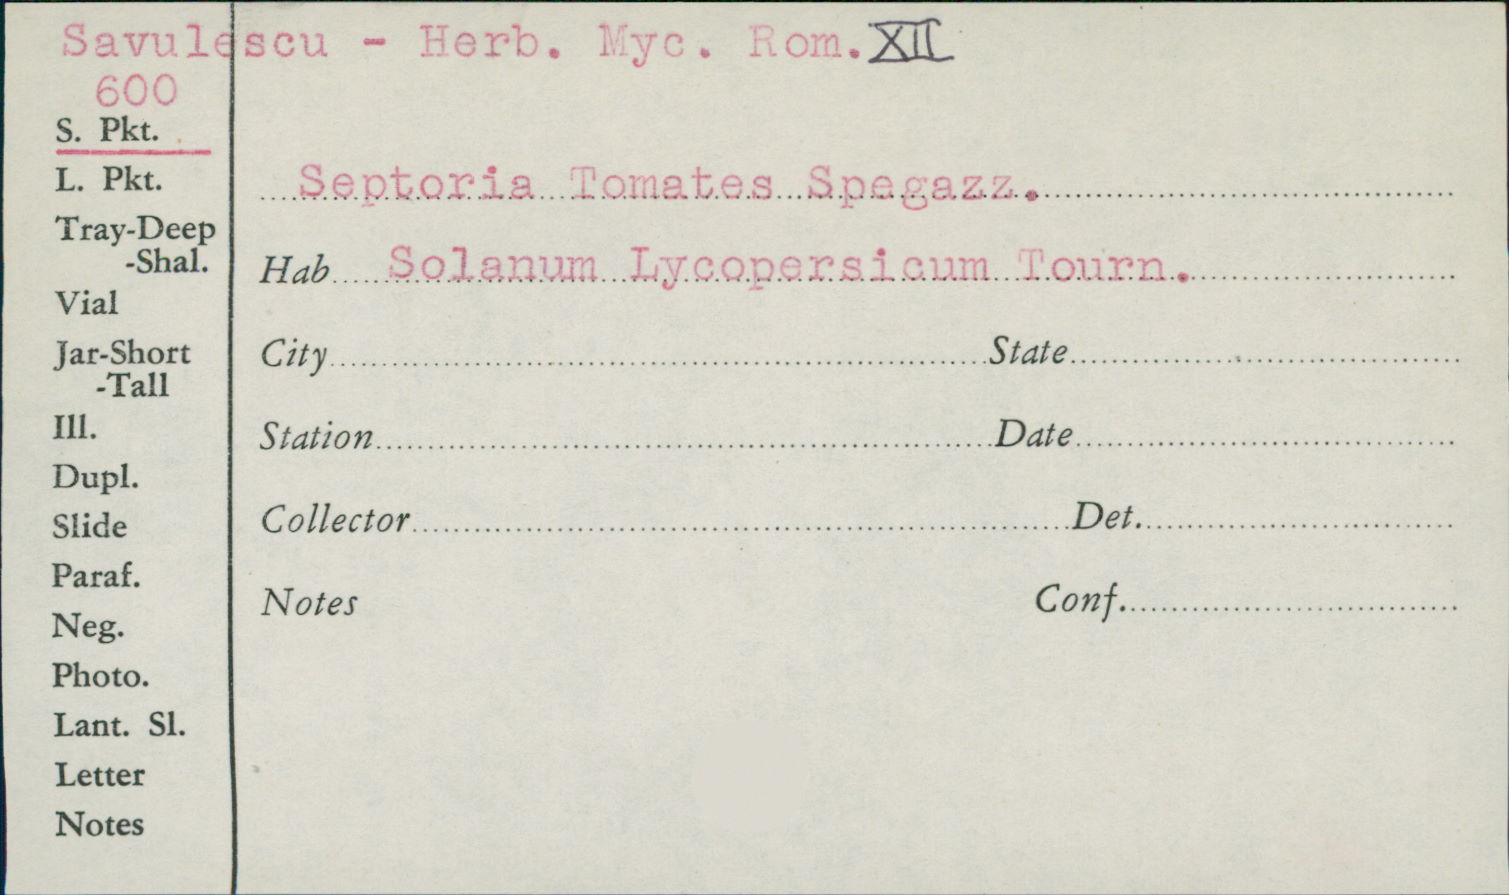 Savulescu - Herb. Myc. Rom. XII
600
S. Pkt.
L. Pkt.
Tray-Deep
-Shal.
Vial
Jar-Short
-Tall
Ill.
Dupl.
Slide
Paraf.
Neg.
Photo.
Lant. Sl.
Letter
Notes
Septoria Tomates Spegazz.
Hab Solanum Lycopersicum Tourn.
City State
Station Date
Collector Det.
Notes Conf.